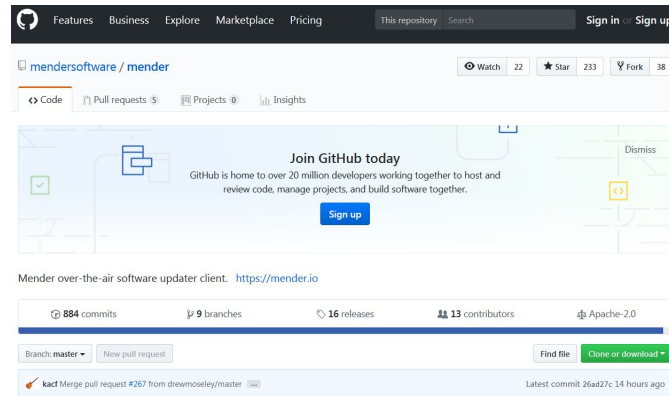 Features Business Explore Marketplace Pricing This repository Search Sign in or Sign up
mendersoftware / mender Watch 22 Star 233 Fork 38
Code Pull requests 5 Projects 0 Insights
Join GitHub today
Dismiss
GitHub is home to over 20 million developers working together to host and
review code, manage projects, and build software together.
Sign up
Mender over-the-air software updater client. https://mender.io
884 commits 9 branches 16 releases 13 contributors Apache-2.0
Branch: master New pull request Find file Clone or download
kacf Merge pull request #267 from drewmoseley/master ... Latest commit 26ad27c 14 hours ago